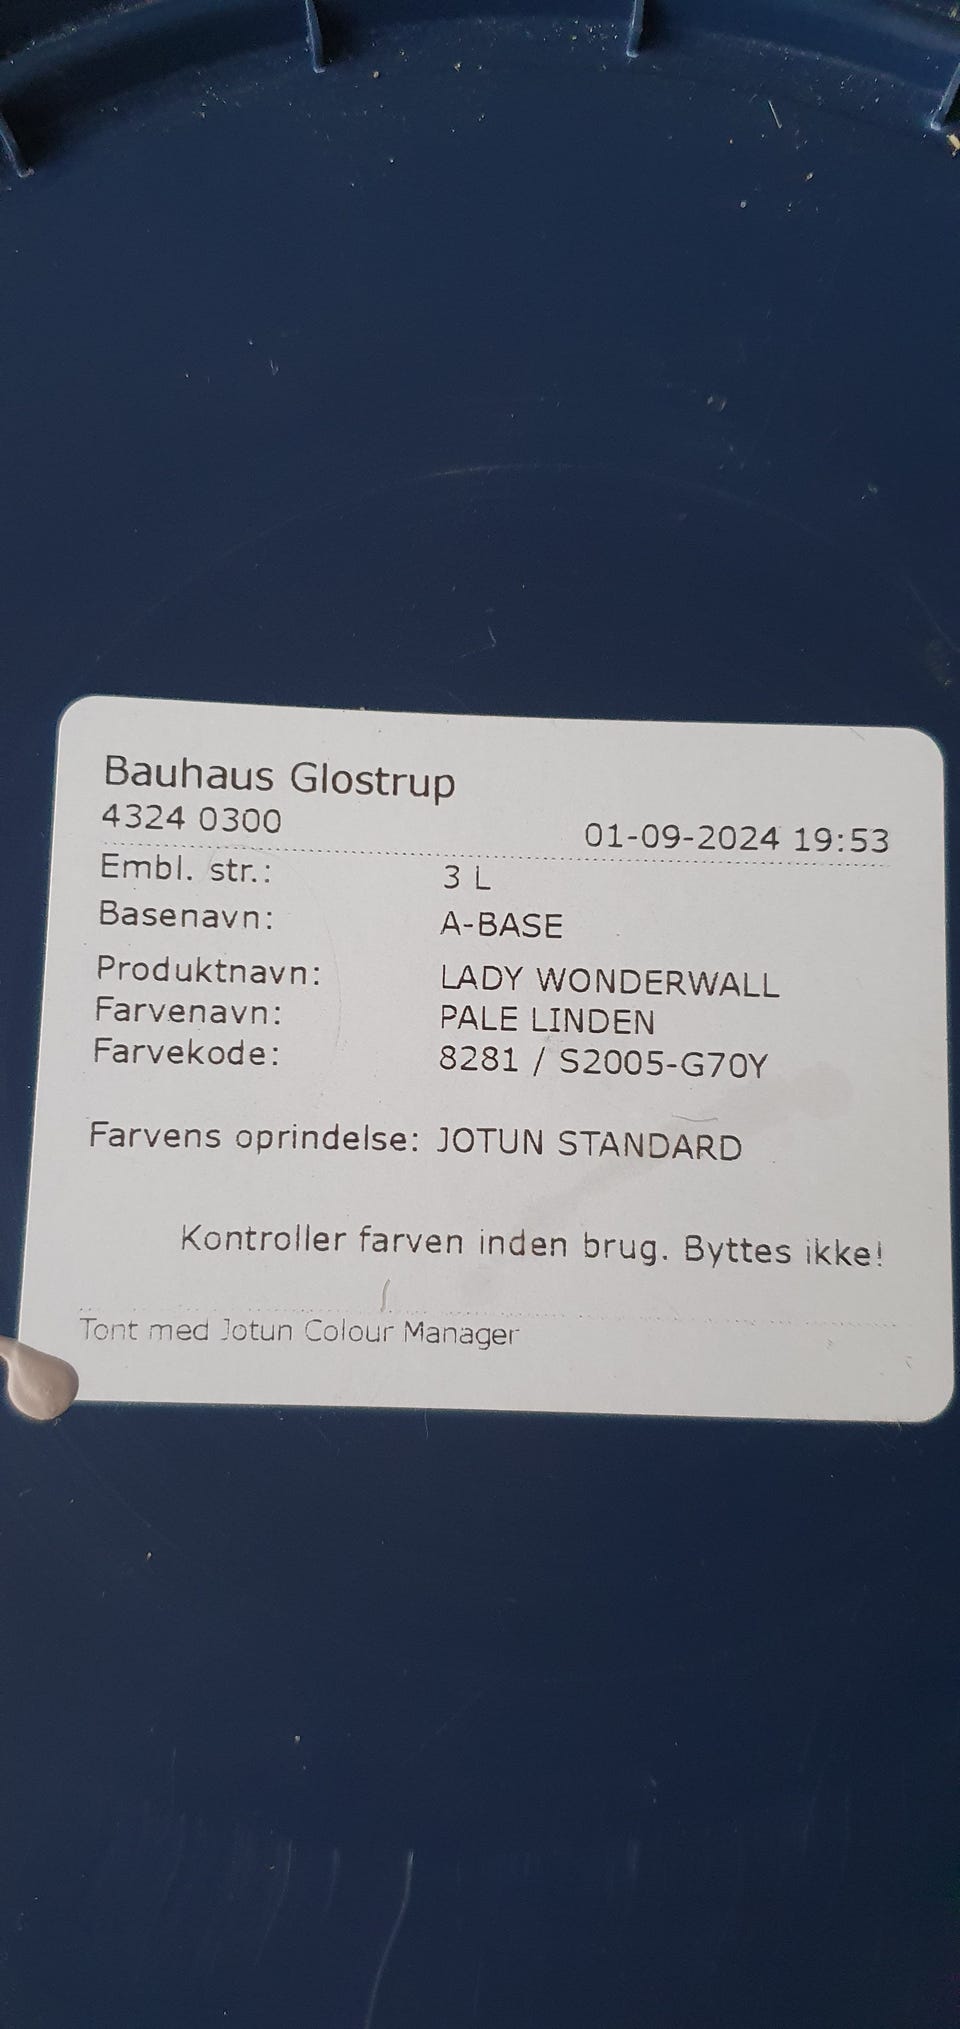 Bauhaus Glostrup
4324 0300 01-09-2024 19:53
Embl. str.: 3 L
Basenavn: A-BASE
Produktnavn: LADY WONDERWALL
Farvenavn: PALE LINDEN
Farvekode: 8281 / S2005-G70Y
Farvens oprindelse: JOTUN STANDARD
Kontroller farven inden brug. Byttes ikke!
Tont med Jotun Colour Manager